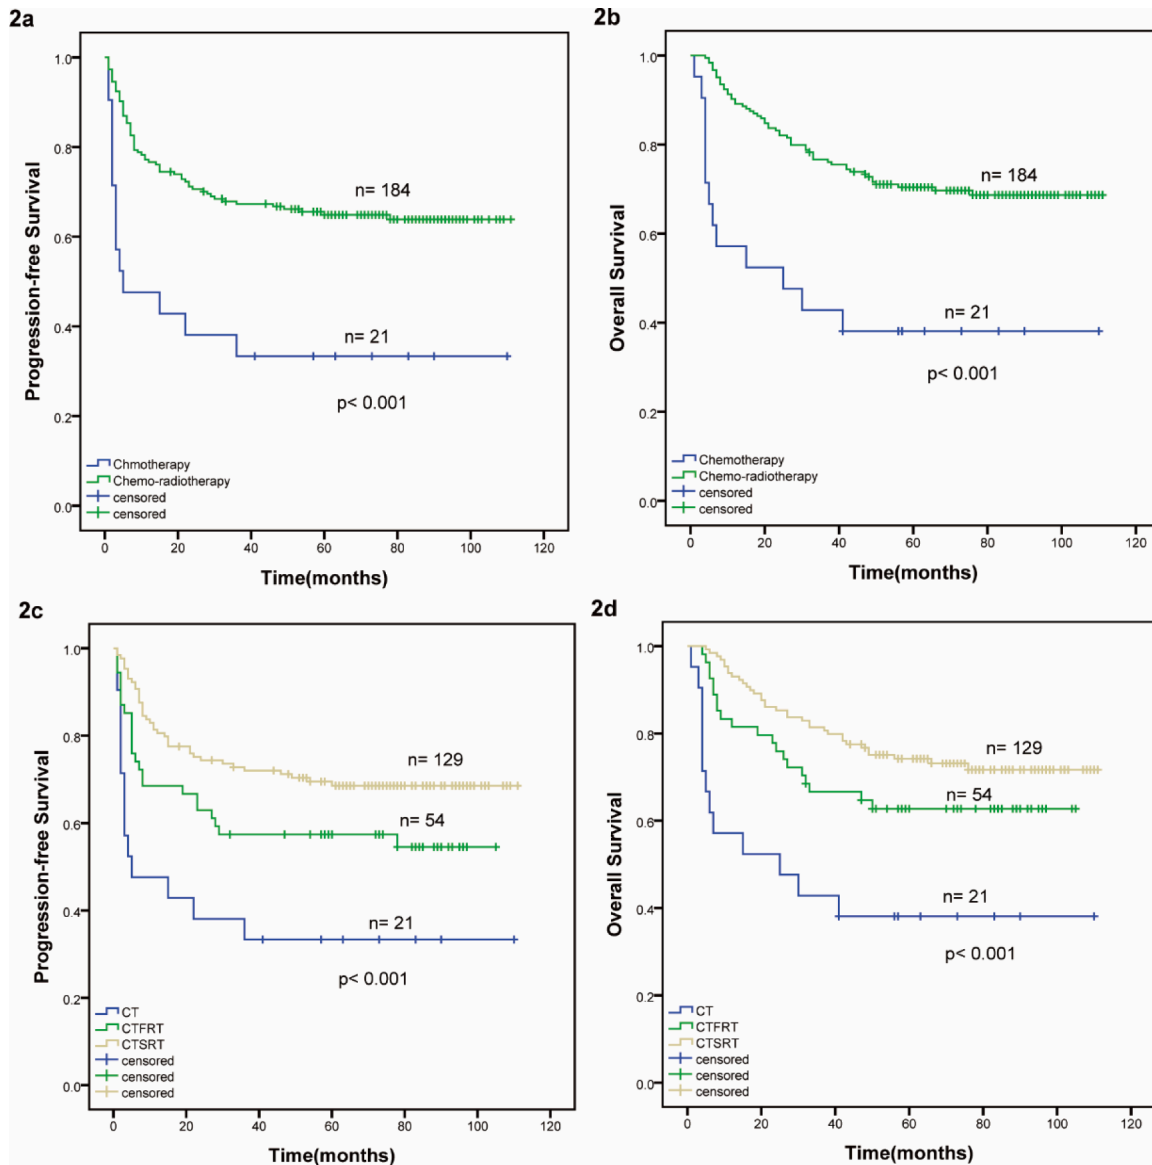 2a
1.0
0.8
0.6
0.4
0.2
0.0
Progression-free Survival
n= 184
n= 21
p< 0.001
Chmotherapy
Chemo-radiotherapy
censored
censored
0 20 40 60 80 100 120
Time(months)
2b
1.0
0.8
0.6
0.4
0.2
0.0
Overall Survival
n= 184
n= 21
p< 0.001
Chemotherapy
Chemo-radiotherapy
censored
censored
0 20 40 60 80 100 120
Time(months)
2c
1.0
0.8
0.6
0.4
0.2
0.0
Progression-free Survival
n= 129
n= 54
n= 21
p< 0.001
CT
CTFRT
CTSRT
censored
censored
censored
0 20 40 60 80 100 120
Time(months)
2d
1.0
0.8
0.6
0.4
0.2
0.0
Overall Survival
n= 129
n= 54
n= 21
p< 0.001
CT
CTFRT
CTSRT
censored
censored
censored
0 20 40 60 80 100 120
Time(months)